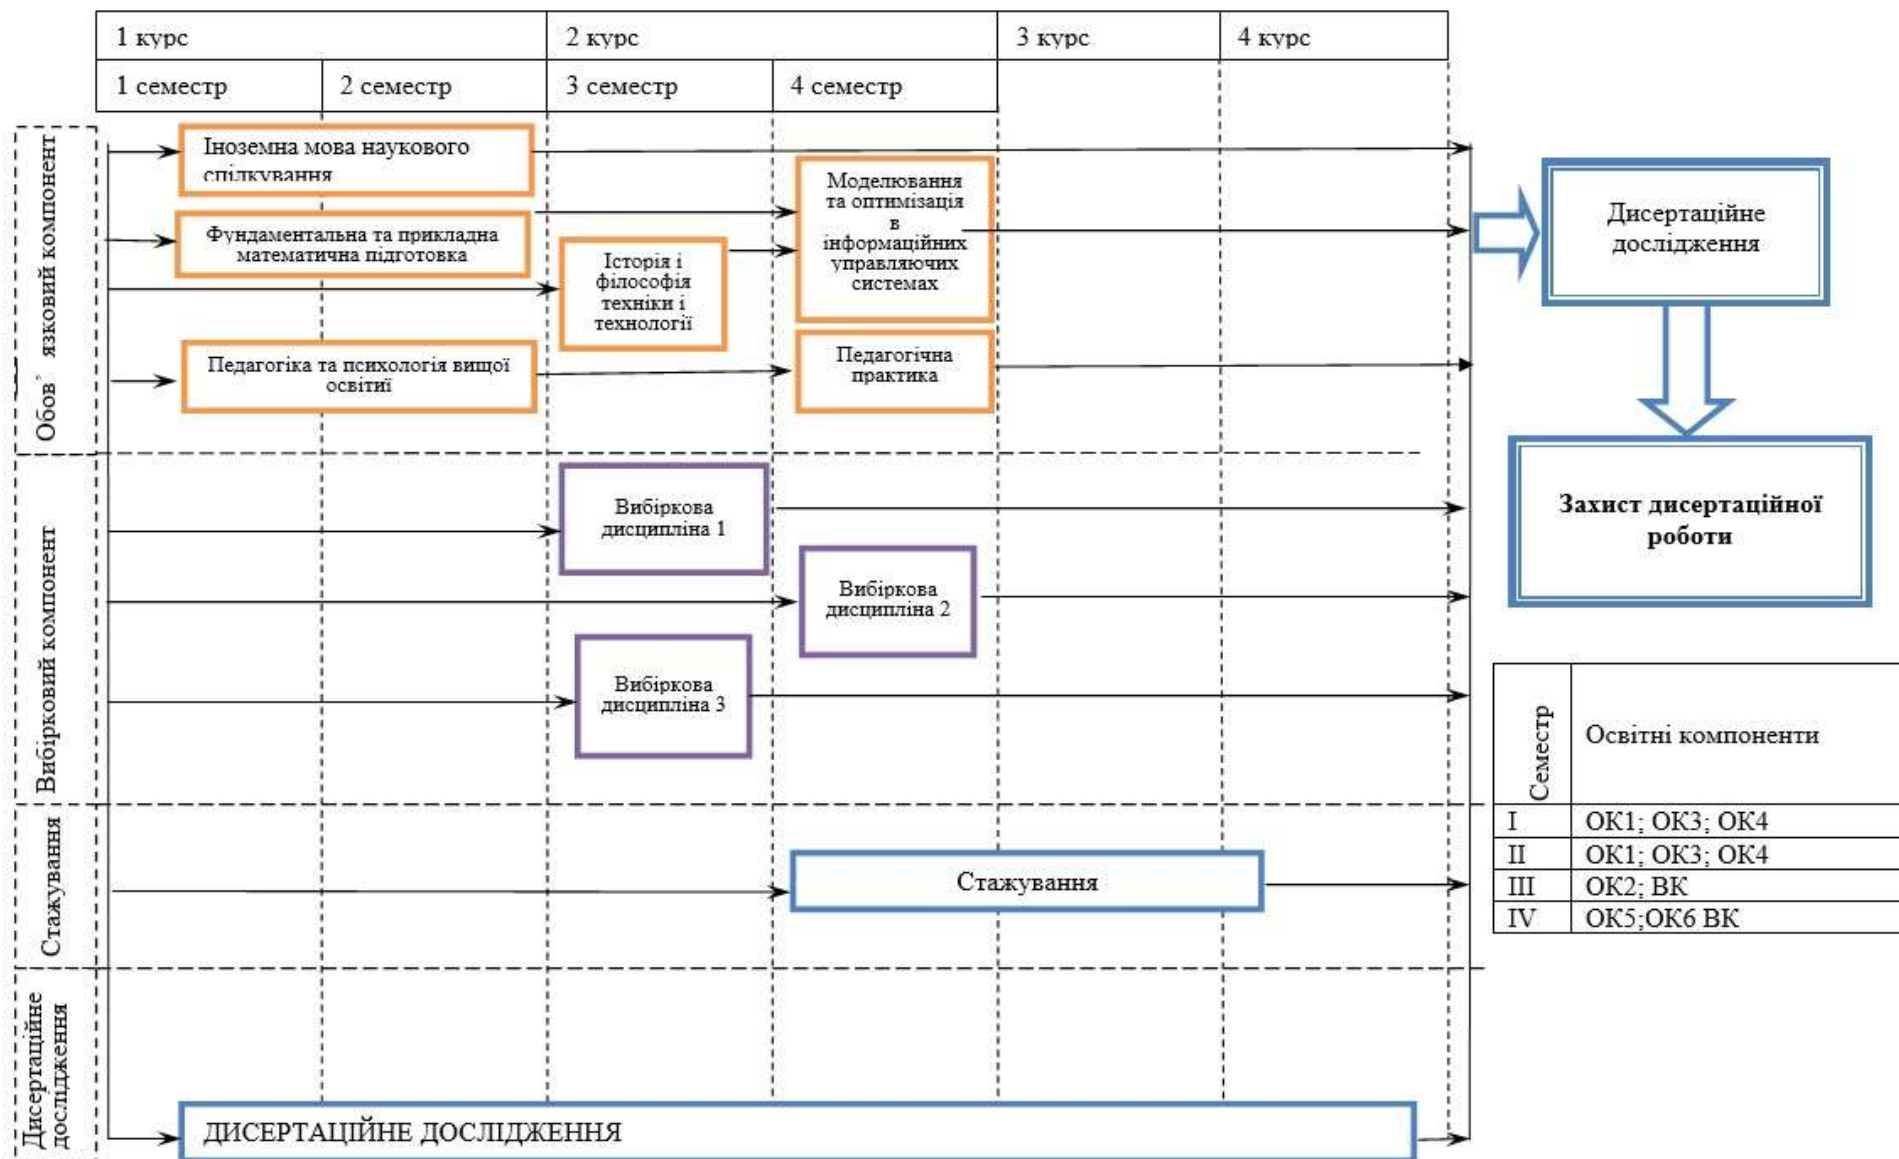 1 курс
2 курс
3 курс
4 курс
1 семестр
2 семестр
3 семестр
4 семестр
Обов’язковий компонент
Іноземна мова наукового
спілкування
Фундаментальна та прикладна
математична підготовка
Історія і
філософія
техніки і
технології
Моделювання
та оптимізація
в
інформаційних
управляючих
системах
Педагогіка та психологія вищої
освітиї
Педагогічна
практика
Дисертаційне
дослідження
Захист дисертаційної
роботи
Вибірковий компонент
Вибіркова
дисципліна 1
Вибіркова
дисципліна 2
Вибіркова
дисципліна 3
Стажування
Стажування
Дисертаційне
дослідження
ДИСЕРТАЦІЙНЕ ДОСЛІДЖЕННЯ
Семестр
Освітні компоненти
I ОК1; ОК3; ОК4
II ОК1; ОК3; ОК4
III ОК2; ВК
IV ОК5;ОК6 ВК